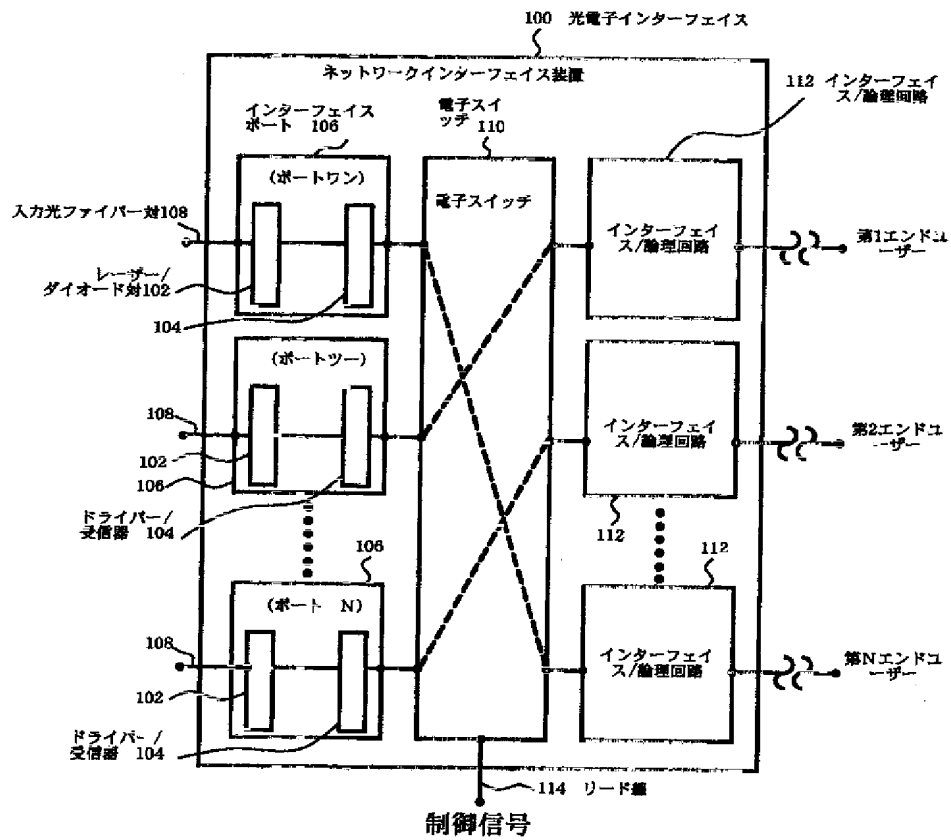 100 光電子インターフェイス
ネットワークインターフェイス装置
112 インターフェイ
ス/論理回路
インターフェイス
ポート 106
電子スイ
ッチ
110
(ポートワン)
電子スイッチ
入力光ファイバー対108
インターフェイ
ス/論理回路
第1エンドユ
ーザー
レーザー/
ダイオード対102
104
(ポートツー)
108
インターフェイ
ス/論理回路
第2エンドユ
ーザー
102
106
ドライバー/
受信器 104
112
106
112
(ポート N)
108
インターフェイ
ス/論理回路
第Nエンドユ
ーザー
102
ドライバー/
受信器 104
114 リード線
制御信号